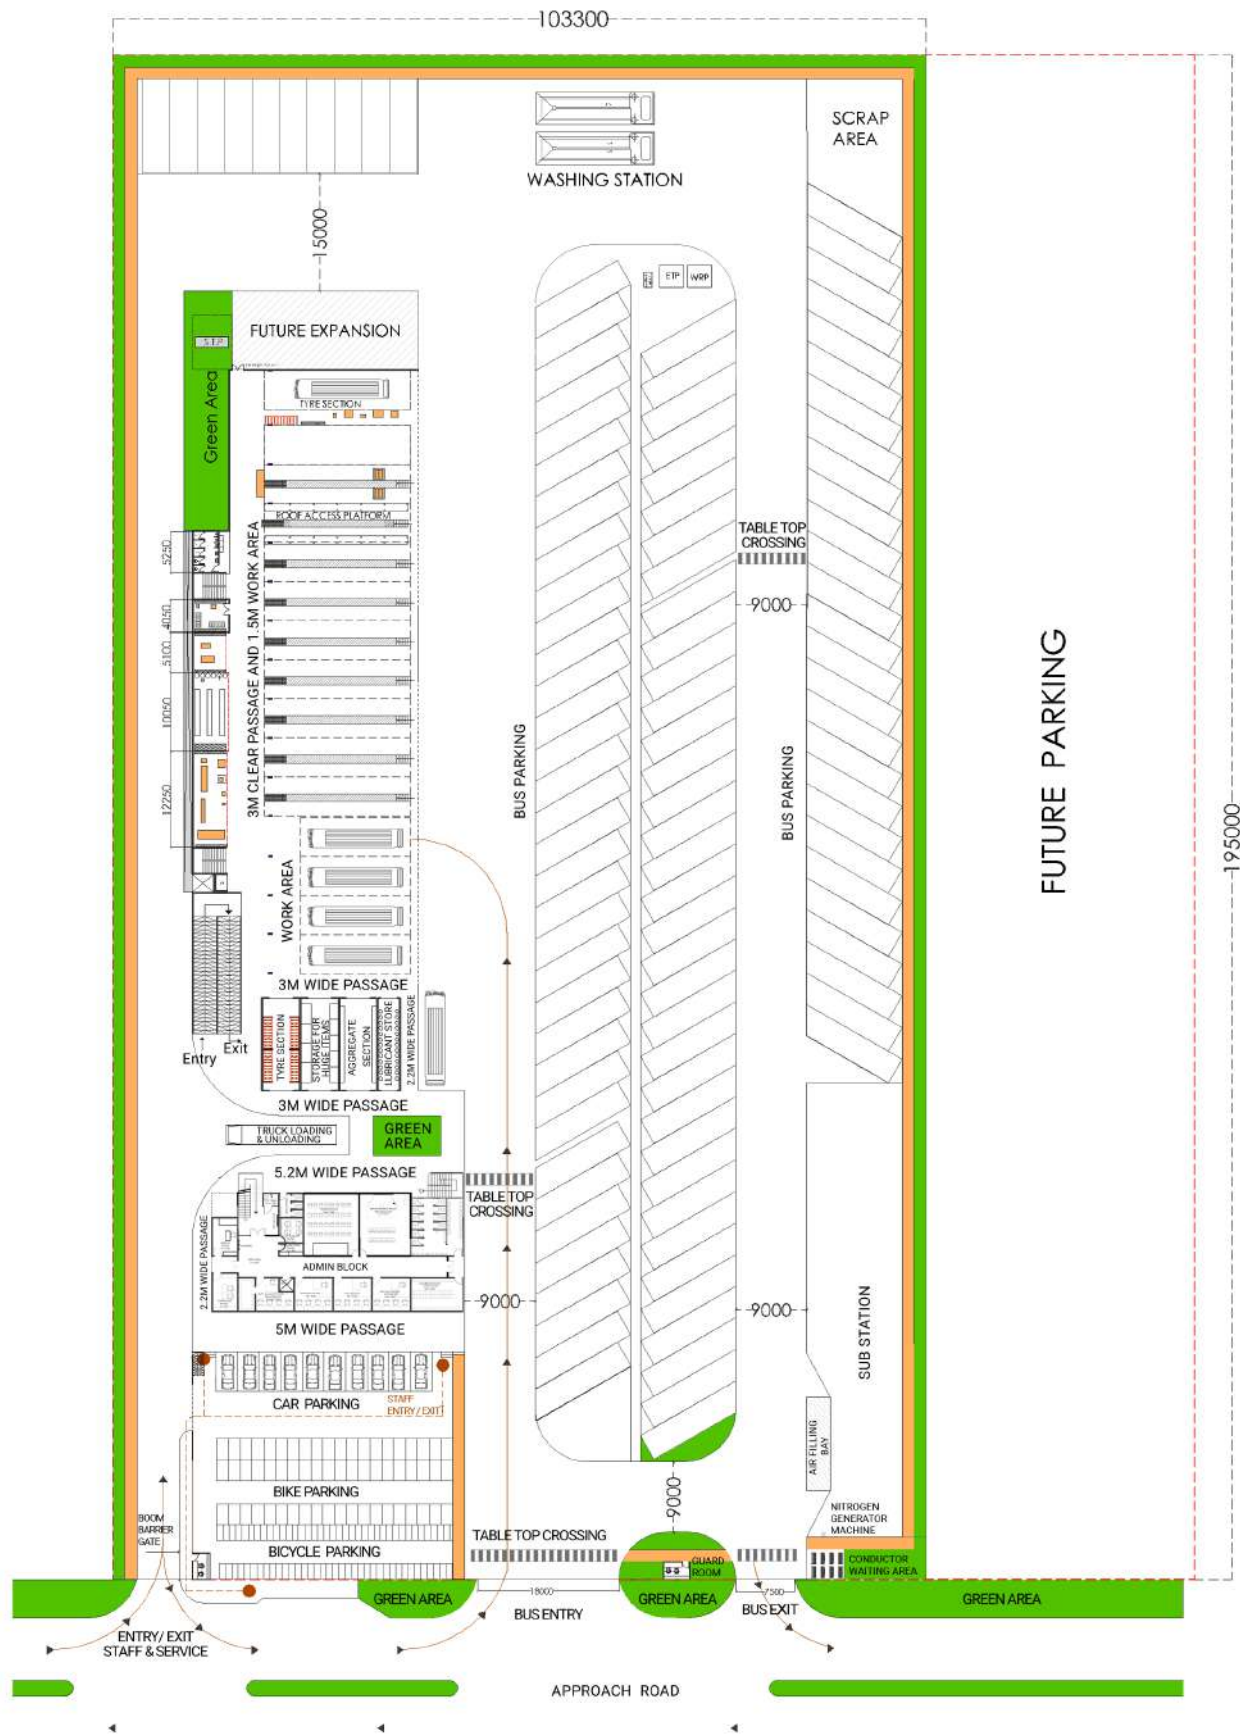 103300
SCRAP
AREA
WASHING STATION
15000
ETP
WRP
FUTURE EXPANSION
S.T.P
Green Area
TYRE SECTION
ROOF ACCESS PLATFORM
3M CLEAR PASSAGE AND 1.5M WORK AREA
TABLE TOP
CROSSING
9000
5250
4050
5100
10050
12250
BUS PARKING
BUS PARKING
FUTURE PARKING
195000
WORK AREA
3M WIDE PASSAGE
Entry
Exit
TYRE SECTION
STORAGE FOR
HUGE ITEMS
AGGREGATE
SECTION
LUBRICANT STORE
2.2M WIDE PASSAGE
3M WIDE PASSAGE
TRUCK LOADING
& UNLOADING
GREEN
AREA
5.2M WIDE PASSAGE
TABLE TOP
CROSSING
2.2M WIDE PASSAGE
ADMIN BLOCK
9000
9000
5M WIDE PASSAGE
SUB STATION
CAR PARKING
STAFF
ENTRY/EXIT
AIR FILLING
BAY
BIKE PARKING
9000
BOOM
BARRIER
GATE
NITROGEN
GENERATOR
MACHINE
TABLE TOP CROSSING
BICYCLE PARKING
GUARD
ROOM
CONDUCTOR
WAITING AREA
GREEN AREA
18000
GREEN AREA
7500
GREEN AREA
BUS ENTRY
BUS EXIT
ENTRY/ EXIT
STAFF & SERVICE
APPROACH ROAD